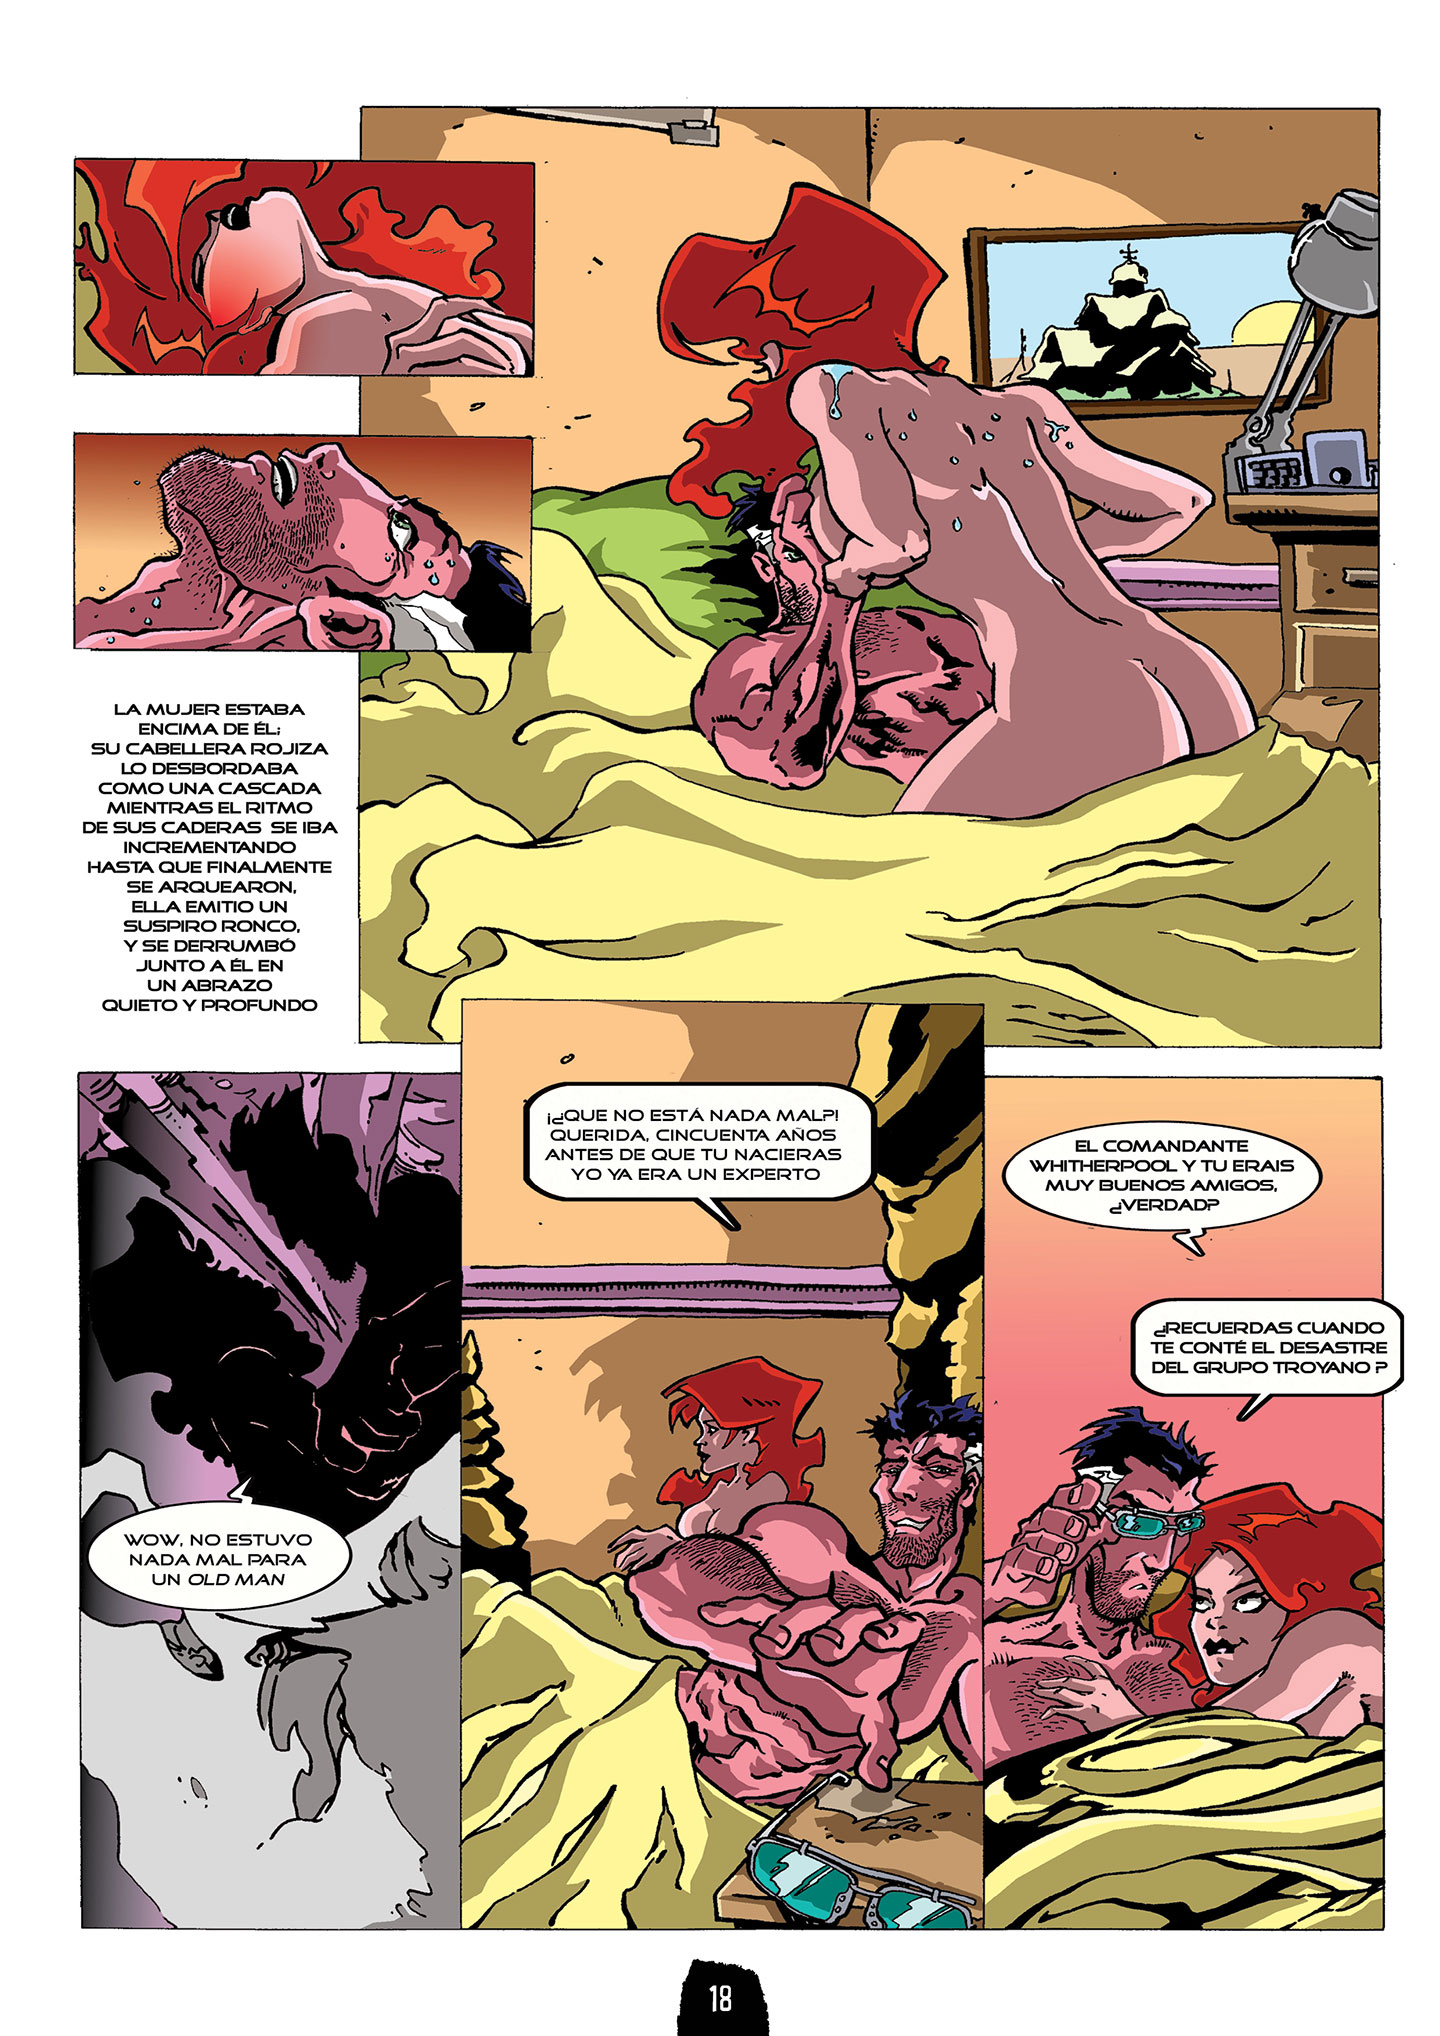 LA MUJER ESTABA
ENCIMA DE ÉL;
SU CABELLERA ROJIZA
LO DESBORDABA
COMO UNA CASCADA
MIENTRAS EL RITMO
DE SUS CADERAS SE IBA
INCREMENTANDO
HASTA QUE FINALMENTE
SE ARQUEARON,
ELLA EMITIO UN
SUSPIRO RONCO,
Y SE DERRUMBÓ
JUNTO A ÉL EN
UN ABRAZO
QUIETO Y PROFUNDO
WOW, NO ESTUVO
NADA MAL PARA
UN OLD MAN
¡¿QUE NO ESTÁ NADA MAL?!
QUERIDA, CINCUENTA AÑOS
ANTES DE QUE TU NACIERAS
YO YA ERA UN EXPERTO
EL COMANDANTE
WHITHERPOOL Y TU ERAIS
MUY BUENOS AMIGOS,
¿VERDAD?
¿RECUERDAS CUANDO
TE CONTÉ EL DESASTRE
DEL GRUPO TROYANO ?
18